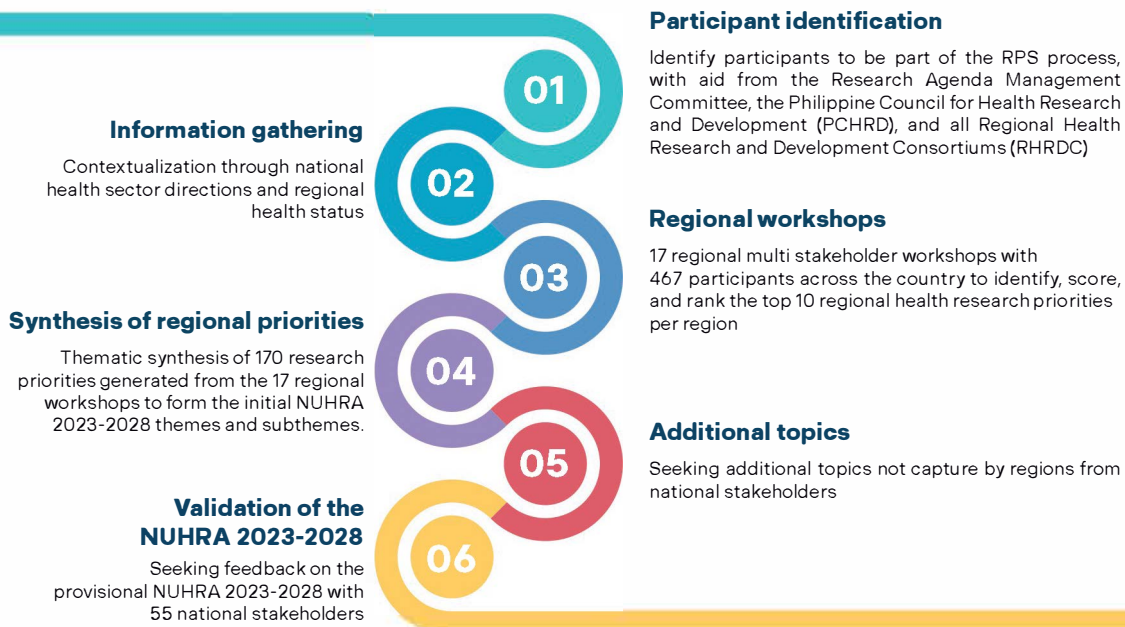 01
Participant identification
Identify participants to be part of the RPS process,
with aid from the Research Agenda Management
Committee, the Philippine Council for Health Research
and Development (PCHRD), and all Regional Health
Research and Development Consortiums (RHRDC)
02
Information gathering
Contextualization through national
health sector directions and regional
health status
03
Regional workshops
17 regional multi stakeholder workshops with
467 participants across the country to identify, score,
and rank the top 10 regional health research priorities
per region
04
Synthesis of regional priorities
Thematic synthesis of 170 research
priorities generated from the 17 regional
workshops to form the initial NUHRA
2023-2028 themes and subthemes.
05
Additional topics
Seeking additional topics not capture by regions from
national stakeholders
06
Validation of the
NUHRA 2023-2028
Seeking feedback on the
provisional NUHRA 2023-2028 with
55 national stakeholders